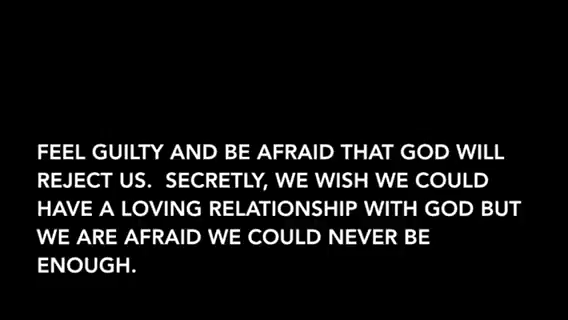 FEEL GUILTY AND BE AFRAID THAT GOD WILL
REJECT US.  SECRETLY, WE WISH WE COULD
HAVE A LOVING RELATIONSHIP WITH GOD BUT
WE ARE AFRAID WE COULD NEVER BE
ENOUGH.